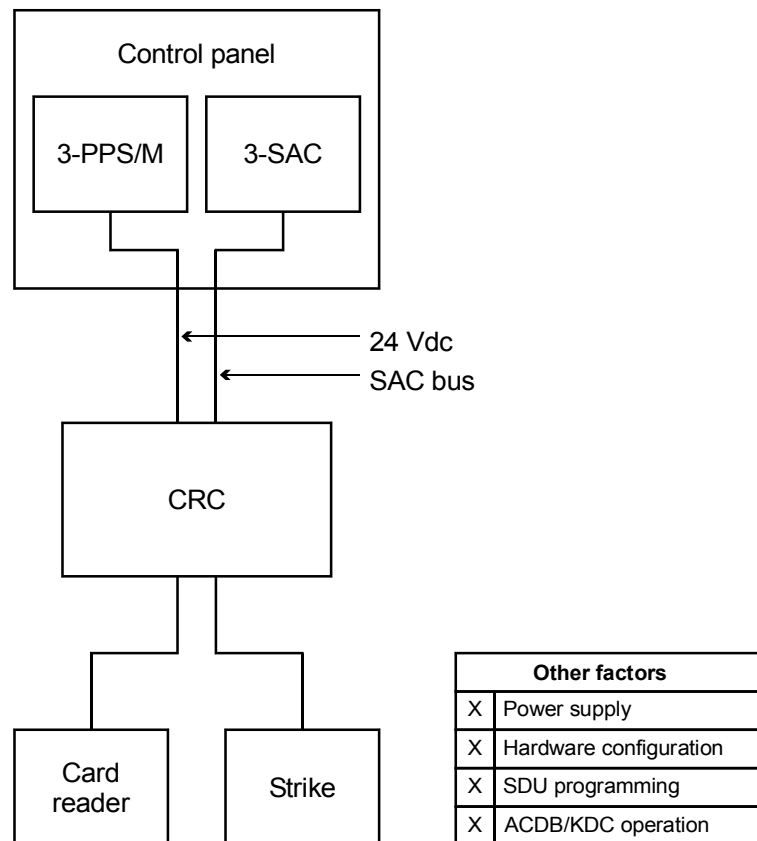 Control panel
3-PPS/M
3-SAC
24 Vdc
SAC bus
CRC
Card
reader
Strike
Other factors
X Power supply
X Hardware configuration
X SDU programming
X ACDB/KDC operation